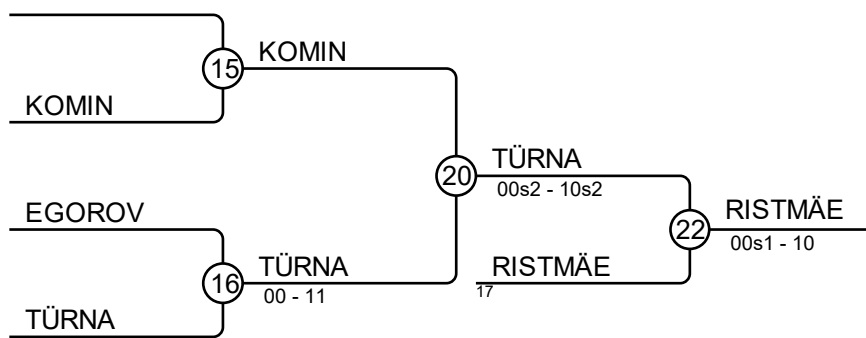 KOMIN
15
KOMIN
TÜRNA
20
00s2 - 10s2
EGOROV
RISTMÄE
22
00s1 - 10
TÜRNA
16
00 - 11
RISTMÄE
17
TÜRNA